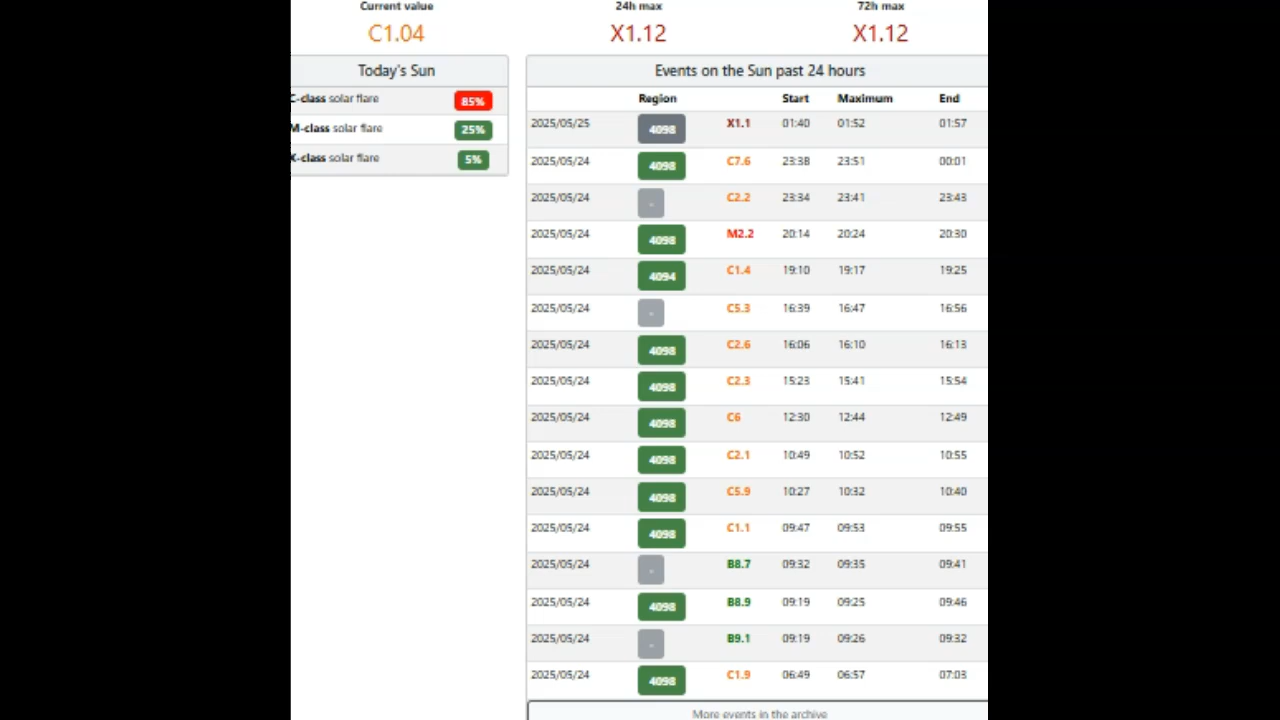 Current value 24h max 72h max
C1.04 X1.12 X1.12
Today's Sun
C-class solar flare 85%
M-class solar flare 25%
X-class solar flare 5%
Events on the Sun past 24 hours
Region Start Maximum End
2025/05/25 4098 X1.1 01:40 01:52 01:57
2025/05/24 4098 C7.6 23:38 23:51 00:01
2025/05/24 - C2.2 23:34 23:41 23:43
2025/05/24 4098 M2.2 20:14 20:24 20:30
2025/05/24 4094 C1.4 19:10 19:17 19:25
2025/05/24 - C5.3 16:39 16:47 16:56
2025/05/24 4098 C2.6 16:06 16:10 16:13
2025/05/24 4098 C2.3 15:23 15:41 15:54
2025/05/24 4098 C6 12:30 12:44 12:49
2025/05/24 4098 C2.1 10:49 10:52 10:55
2025/05/24 4098 C5.9 10:27 10:32 10:40
2025/05/24 4098 C1.1 09:47 09:53 09:55
2025/05/24 - B8.7 09:32 09:35 09:41
2025/05/24 4098 B8.9 09:19 09:25 09:46
2025/05/24 - B9.1 09:19 09:26 09:32
2025/05/24 4098 C1.9 06:49 06:57 07:03
More events in the archive